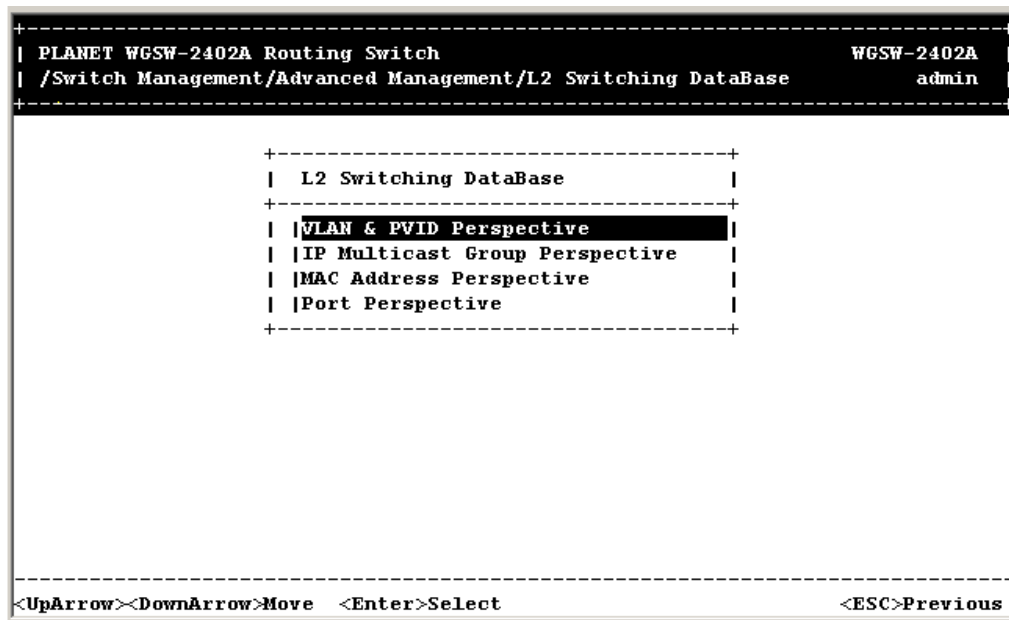 PLANET WGSW-2402A Routing Switch WGSW-2402A
/Switch Management/Advanced Management/L2 Switching DataBase admin
L2 Switching DataBase
VLAN & PVID Perspective
IP Multicast Group Perspective
MAC Address Perspective
Port Perspective
<UpArrow><DownArrow>Move <Enter>Select <ESC>Previous